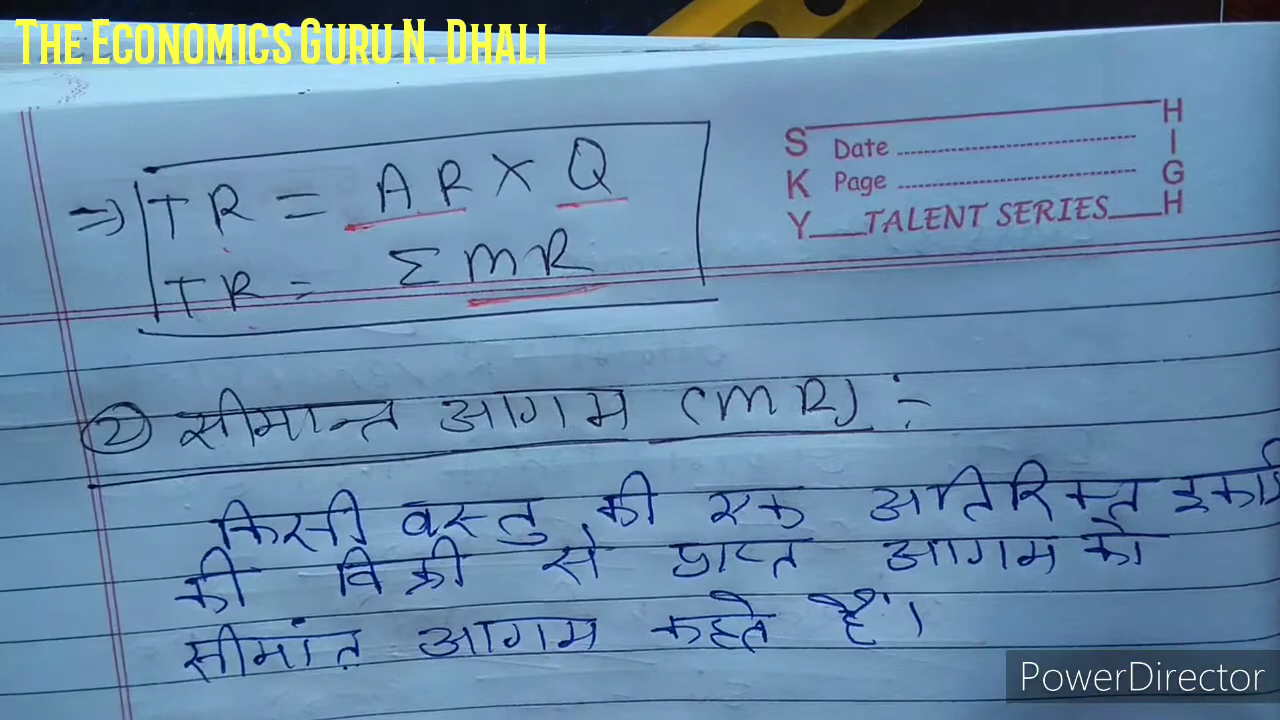 The Economics Guru N. Dhali
S H
K Date I
Page G
Y TALENT SERIES H
⇒ TR = AR × Q
TR = Σ MR
② सीमान्त आगम (MR) :-
किसी वस्तु की एक अतिरिक्त इकाई
की विक्री से प्राप्त आगम को
सीमांत आगम कहते हैं।
PowerDirector